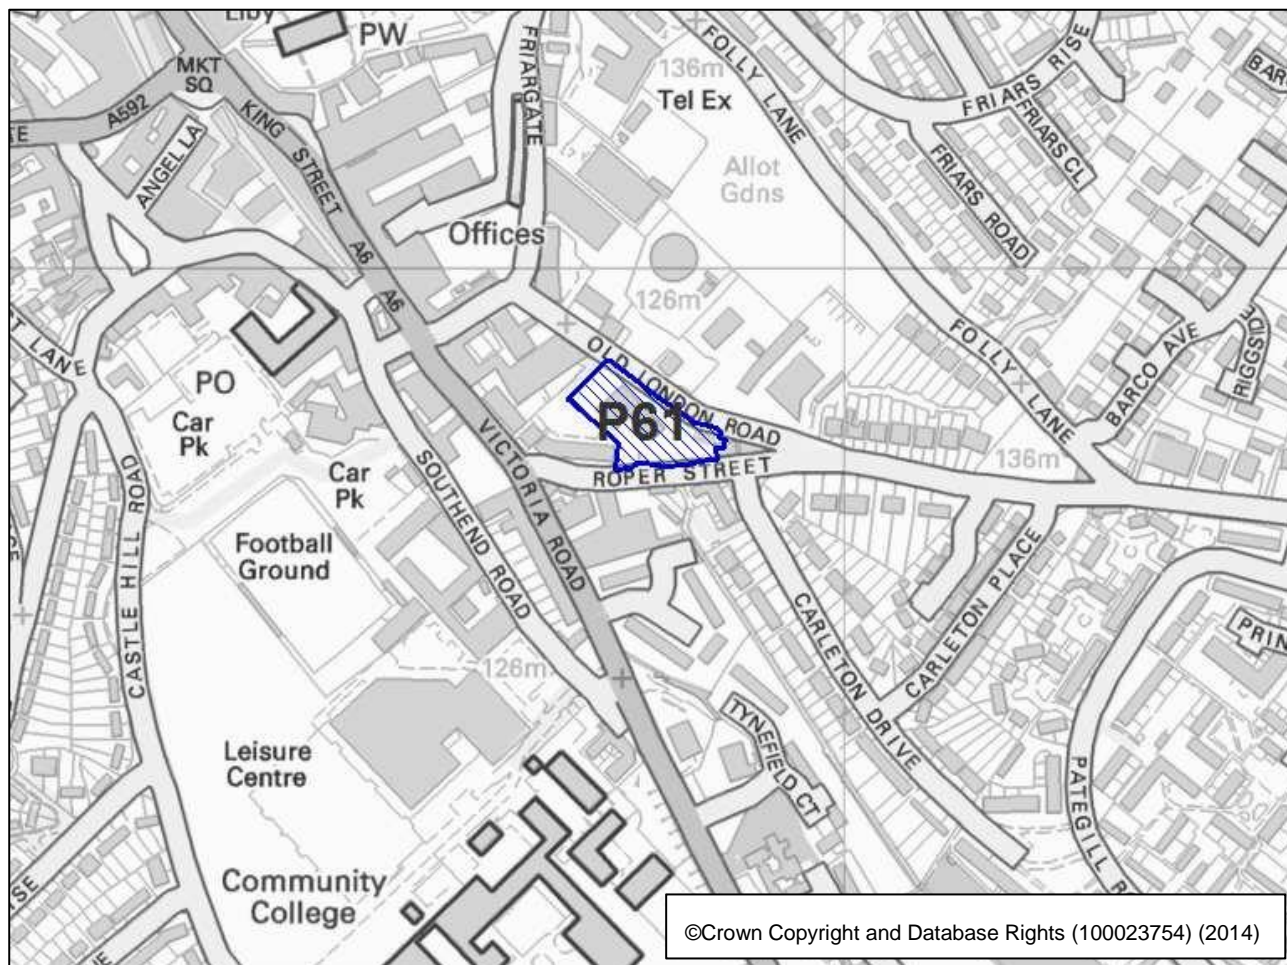 PW
MKT
SQ
A592
KING
STREET
ANGEL LA
FRIARGATE
FOLLY LANE
136m
Tel Ex
FRIARS RISE
FRIARS CL
FRIARS ROAD
Allot
Gdns
Offices
A6
A6
126m
LANE
PO
Car
Pk
OLD LONDON ROAD
P61
ROPER STREET
FOLLY LANE
BARCO AVE
RIGGSIDE
136m
Car
Pk
VICTORIA ROAD
SOUTHEND ROAD
Football
Ground
CASTLE HILL ROAD
CARLETON PLACE
CARLETON DRIVE
126m
TYNEFIELD CT
Leisure
Centre
PATEGILL
Community
College
©Crown Copyright and Database Rights (100023754) (2014)